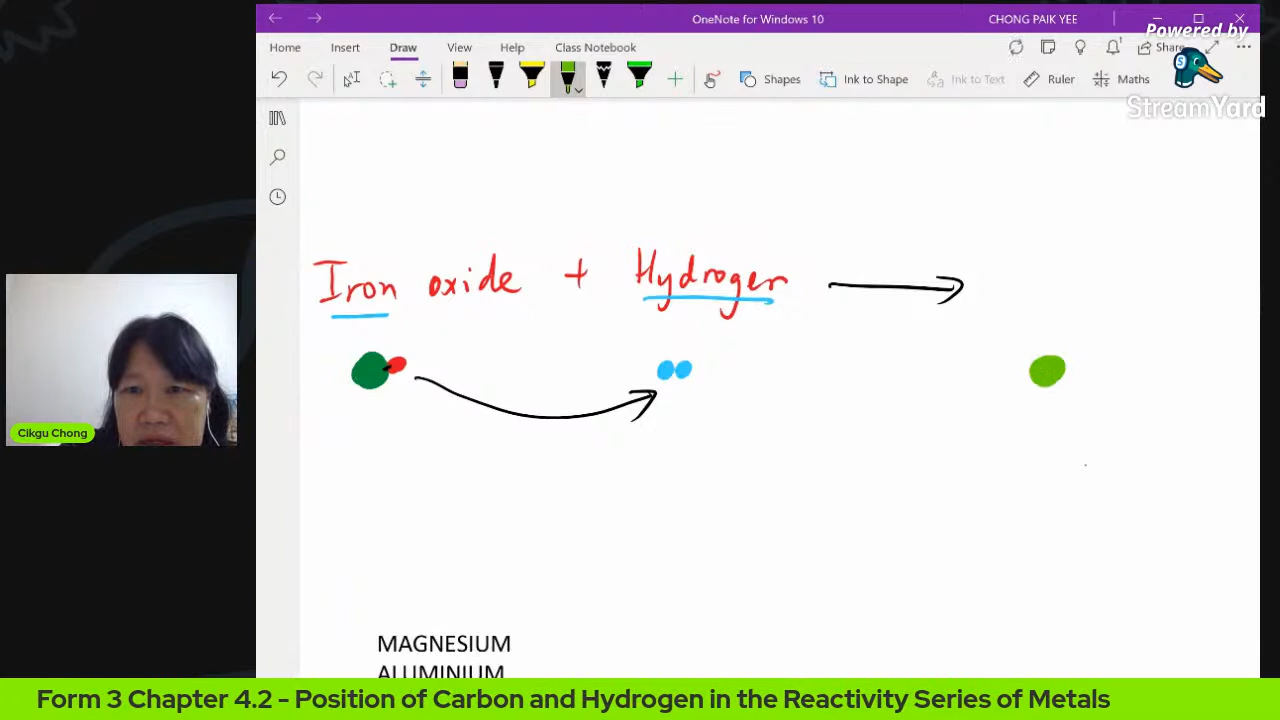 OneNote for Windows 10 CHONG PAIK YEE
Powered by
Home Insert Draw View Help Class Notebook Share
Shapes Ink to Shape Ink to Text Ruler Maths
StreamYard
Iron oxide + Hydrogen
Cikgu Chong
MAGNESIUM
ALUMINIUM
Form 3 Chapter 4.2 - Position of Carbon and Hydrogen in the Reactivity Series of Metals